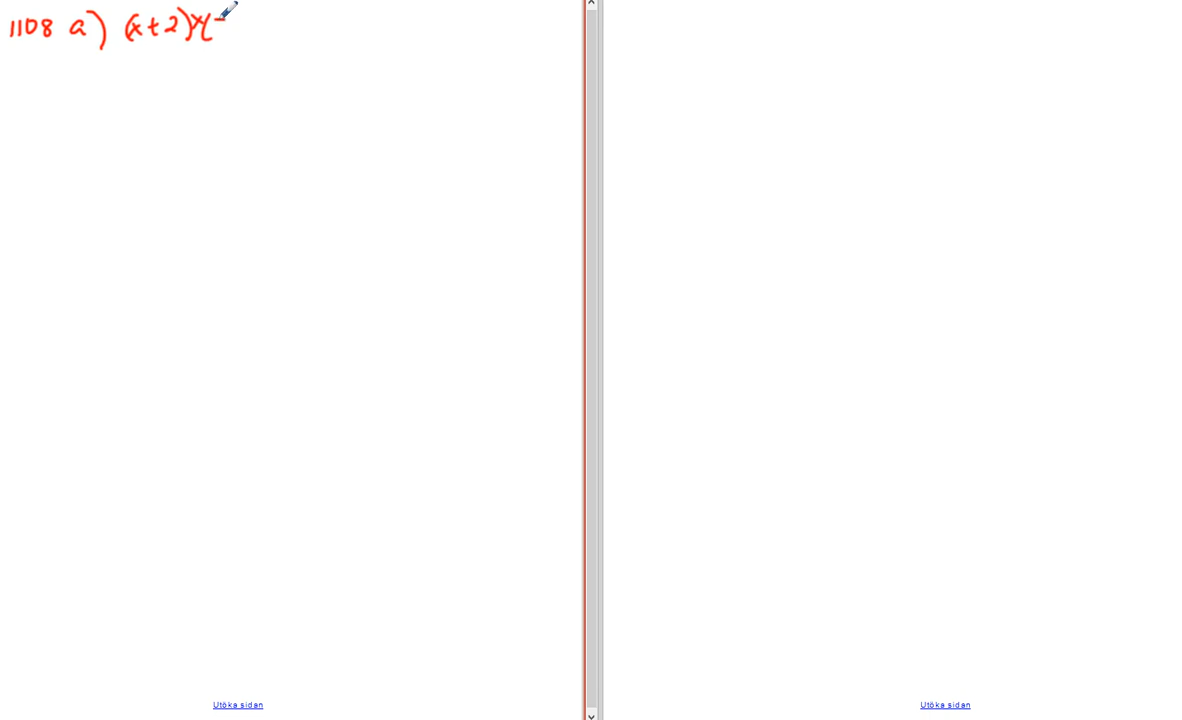 1108 a) (x+2)x(-
Utöka sidan
Utöka sidan